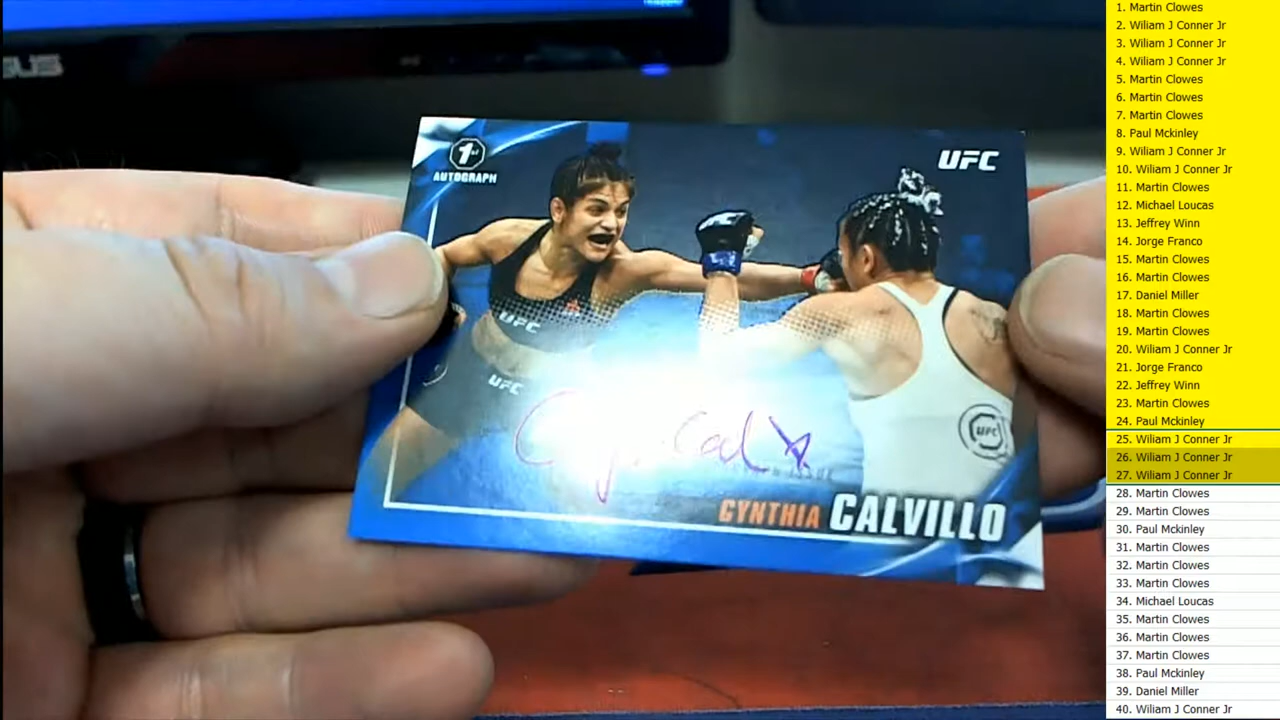 SUS
1st
AUTOGRAPH
UFC
UFC
UFC
UFC
CYNTHIA CALVILLO
1. Martin Clowes
2. Wiliam J Conner Jr
3. Wiliam J Conner Jr
4. Wiliam J Conner Jr
5. Martin Clowes
6. Martin Clowes
7. Martin Clowes
8. Paul Mckinley
9. Wiliam J Conner Jr
10. Wiliam J Conner Jr
11. Martin Clowes
12. Michael Loucas
13. Jeffrey Winn
14. Jorge Franco
15. Martin Clowes
16. Martin Clowes
17. Daniel Miller
18. Martin Clowes
19. Martin Clowes
20. Wiliam J Conner Jr
21. Jorge Franco
22. Jeffrey Winn
23. Martin Clowes
24. Paul Mckinley
25. Wiliam J Conner Jr
26. Wiliam J Conner Jr
27. Wiliam J Conner Jr
28. Martin Clowes
29. Martin Clowes
30. Paul Mckinley
31. Martin Clowes
32. Martin Clowes
33. Martin Clowes
34. Michael Loucas
35. Martin Clowes
36. Martin Clowes
37. Martin Clowes
38. Paul Mckinley
39. Daniel Miller
40. Wiliam J Conner Jr